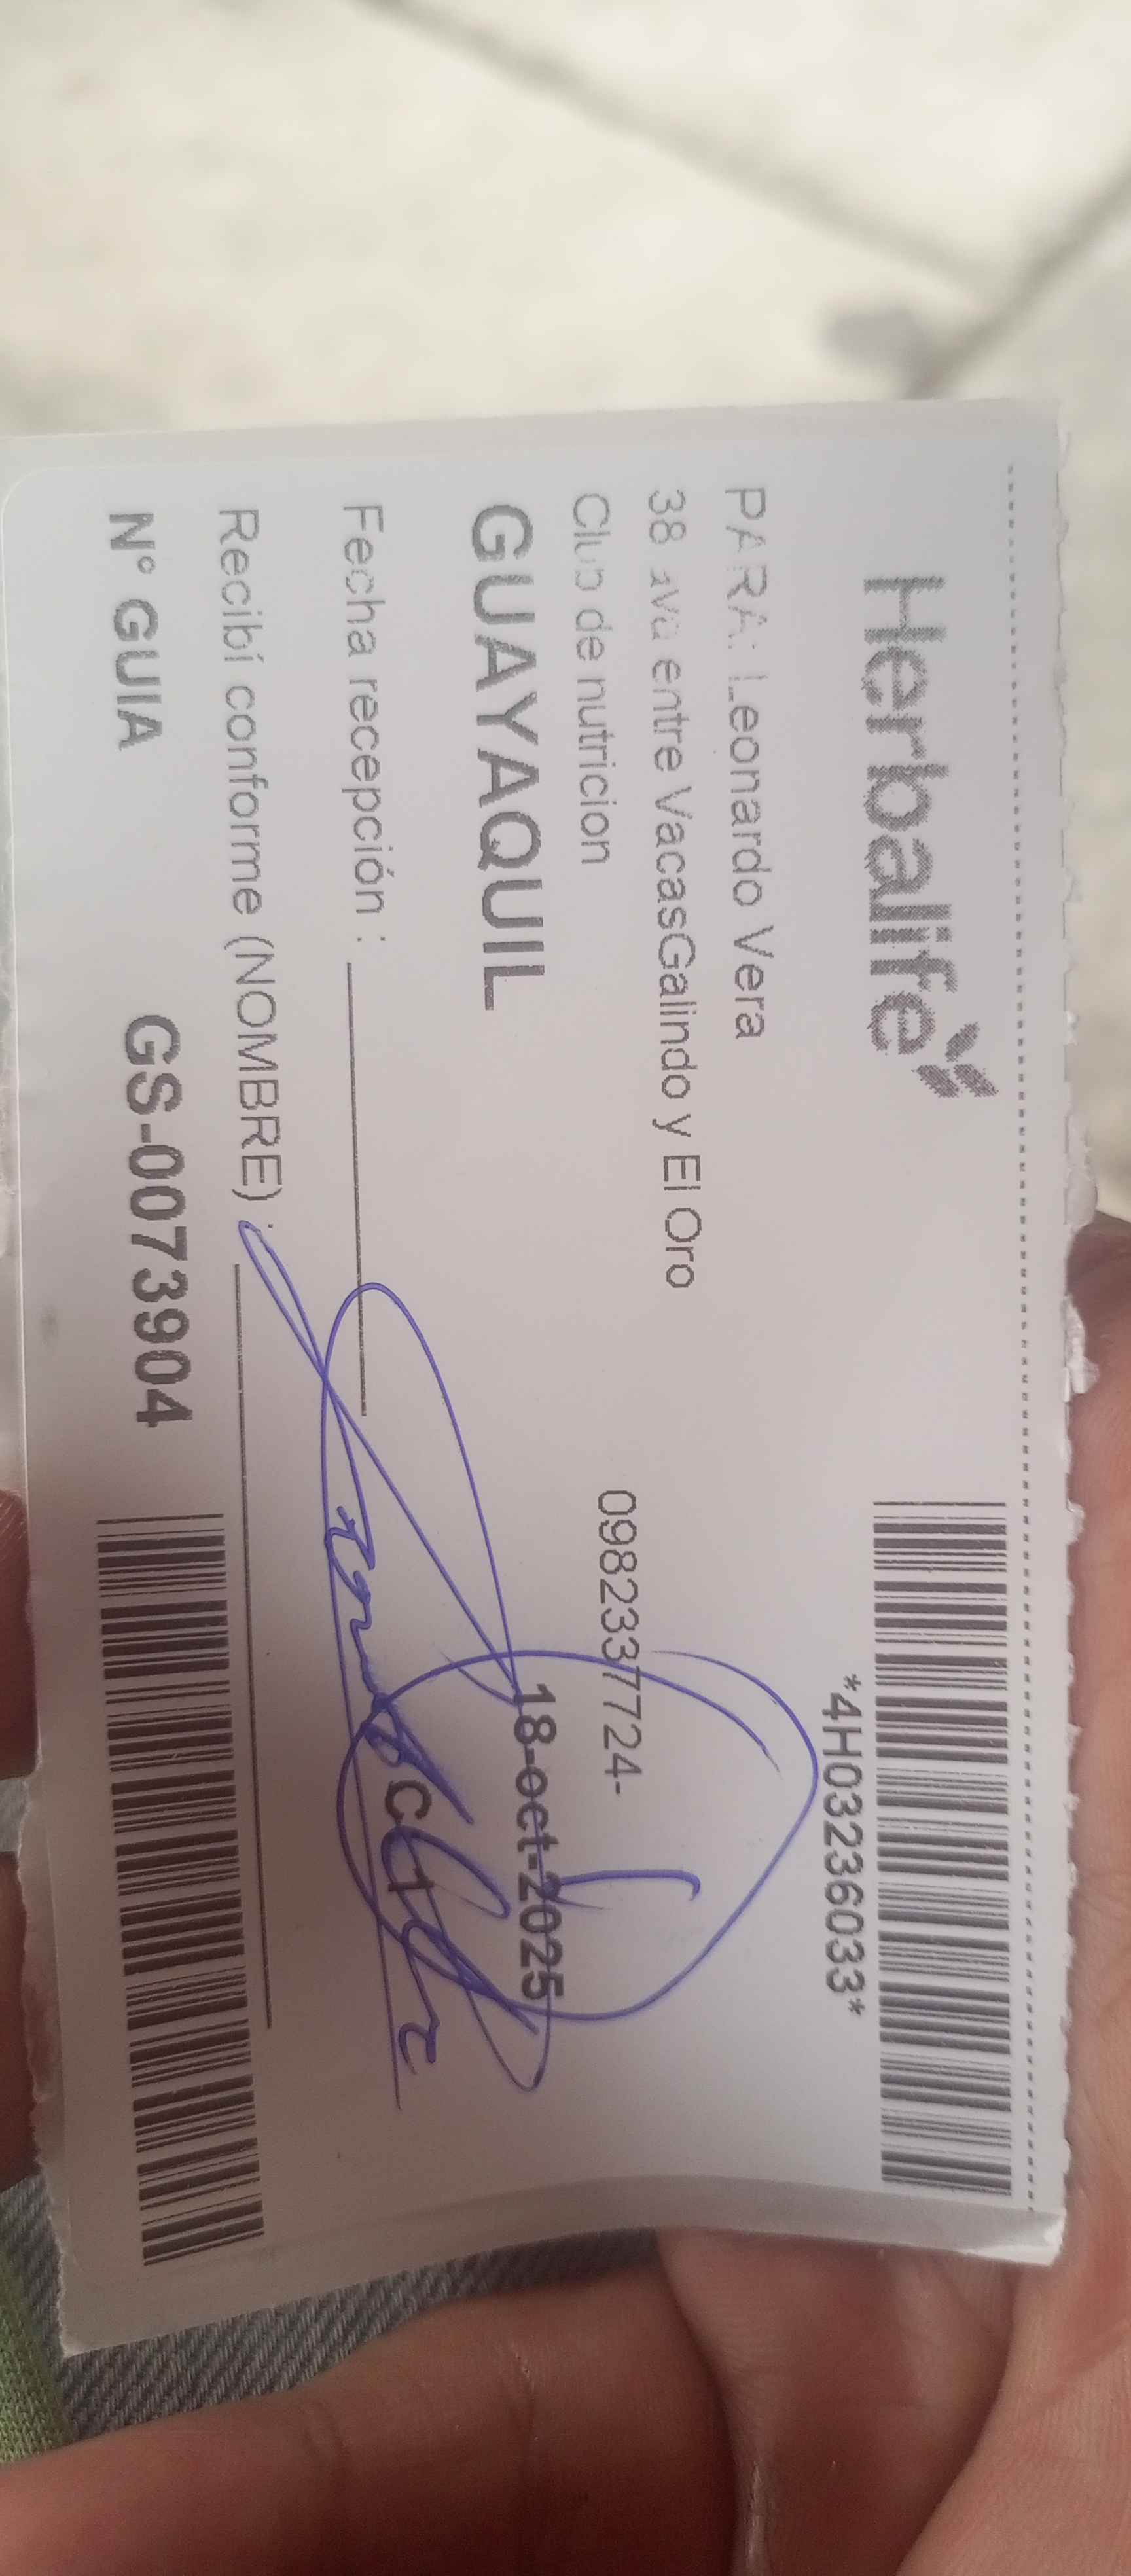 Herbalife
*4H03236033*
PARA: Leonardo Vera
38 ava entre VacasGalindo y El Oro
Club de nutricion
0982337724-
GUAYAQUIL
18-oct-2025
Fecha recepción :
Recibí conforme (NOMBRE) :
N° GUIA
GS-0073904